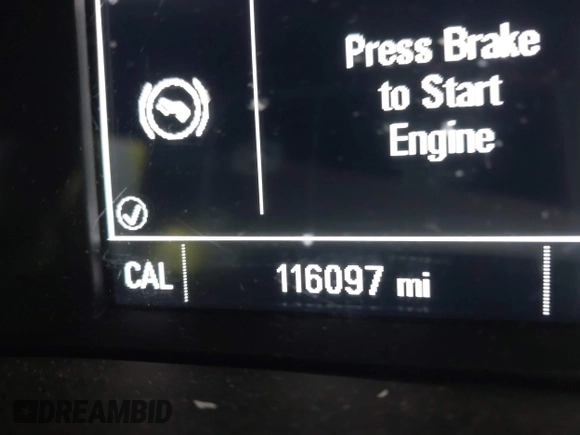 Press Brake
to Start
Engine
CAL 116097 mi
DREAMBID